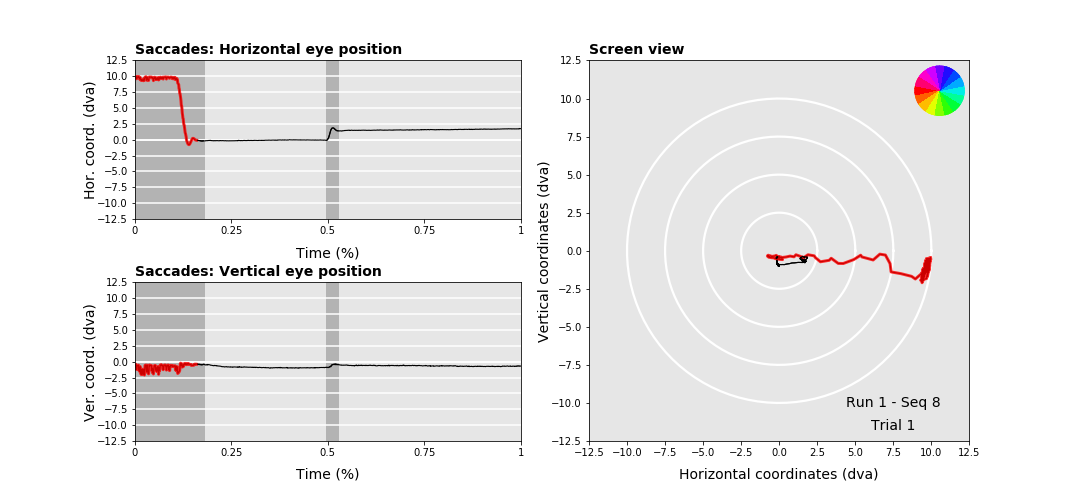 Saccades: Horizontal eye position
12.5
10.0
7.5
5.0
2.5
0.0
−2.5
−5.0
−7.5
−10.0
−12.5
Hor. coord. (dva)
0 0.25 0.5 0.75 1
Time (%)
Saccades: Vertical eye position
12.5
10.0
7.5
5.0
2.5
0.0
−2.5
−5.0
−7.5
−10.0
−12.5
Ver. coord. (dva)
0 0.25 0.5 0.75 1
Time (%)
Screen view
12.5
10.0
7.5
5.0
2.5
0.0
−2.5
−5.0
−7.5
−10.0
−12.5
Vertical coordinates (dva)
Run 1 - Seq 8
Trial 1
−12.5 −10.0 −7.5 −5.0 −2.5 0.0 2.5 5.0 7.5 10.0 12.5
Horizontal coordinates (dva)